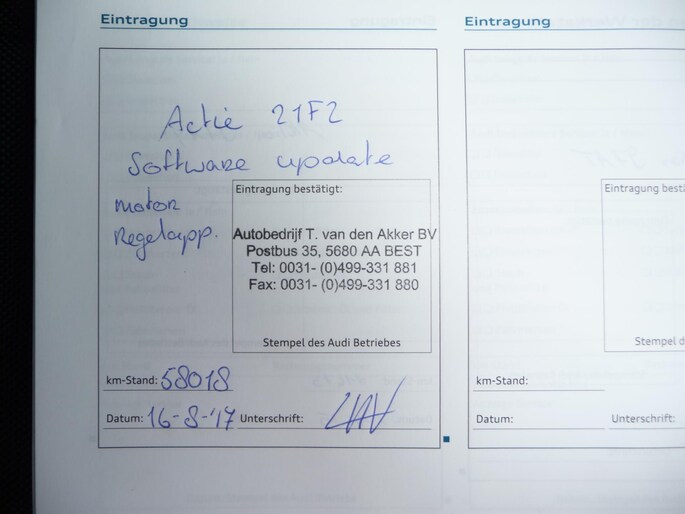 Eintragung
Actie 21F2
Software update
motor
Regelapp.
Eintragung bestätigt:
Autobedrijf T. van den Akker BV
Postbus 35, 5680 AA BEST
Tel: 0031- (0)499-331 881
Fax: 0031- (0)499-331 880
Stempel des Audi Betriebes
km-Stand: 58018
Datum: 16-8-'17 Unterschrift:
Eintragung
Eintragung best
Stempel d
km-Stand:
Datum: Unterschrift: